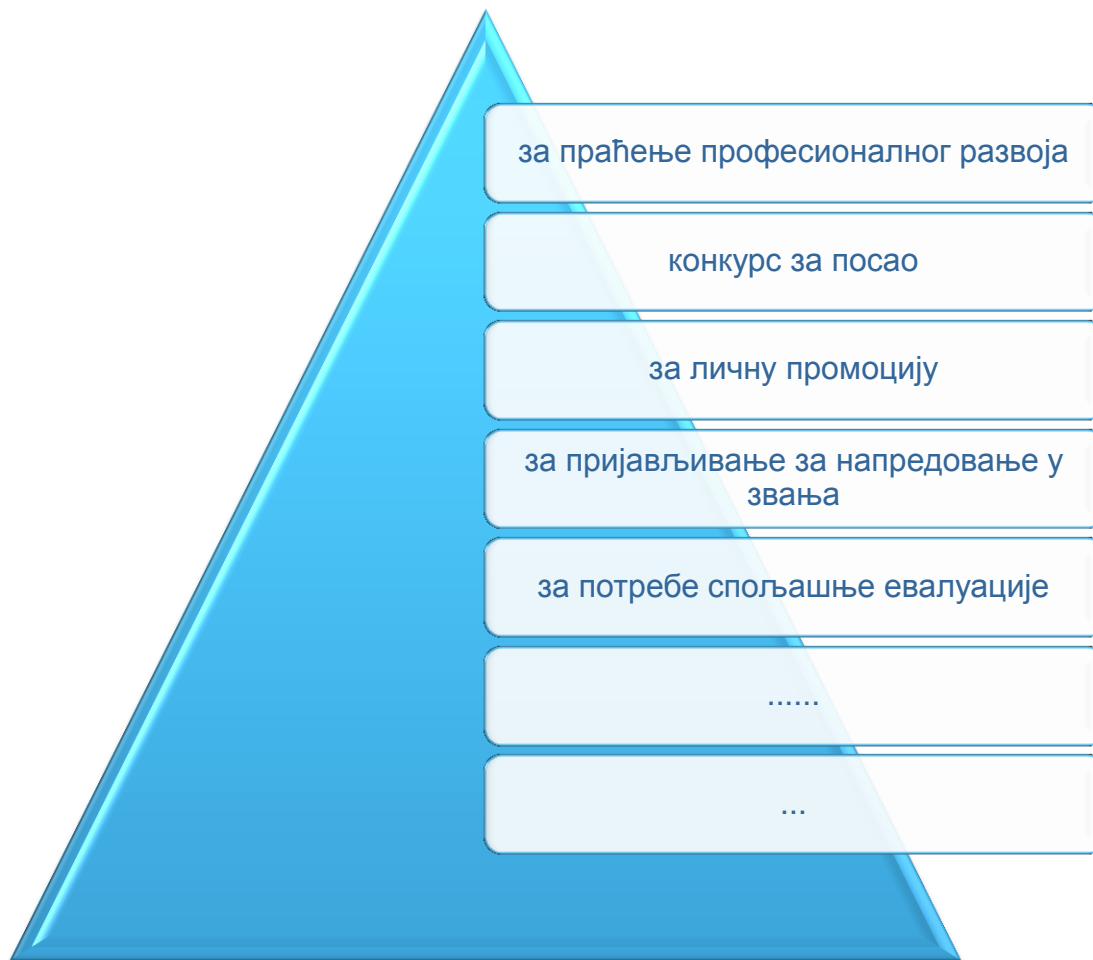 за праћење професионалног развоја
конкурс за посао
за личну промоцију
за пријављивање за напредовање у
звања
за потребе спољашње евалуације
......
...